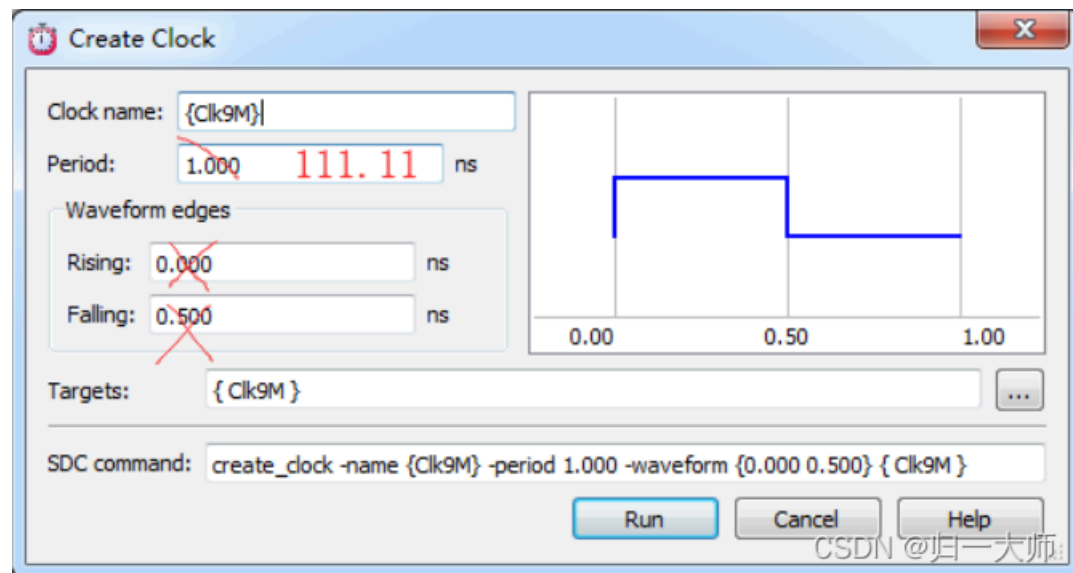 Create Clock
Clock name: {Clk9M}
Period: 1.000 111.11 ns
Waveform edges
Rising: 0.000 ns
Falling: 0.500 ns
0.00 0.50 1.00
Targets: { Clk9M } ...
SDC command: create_clock -name {Clk9M} -period 1.000 -waveform {0.000 0.500} { Clk9M }
Run Cancel Help
CSDN @归一大师